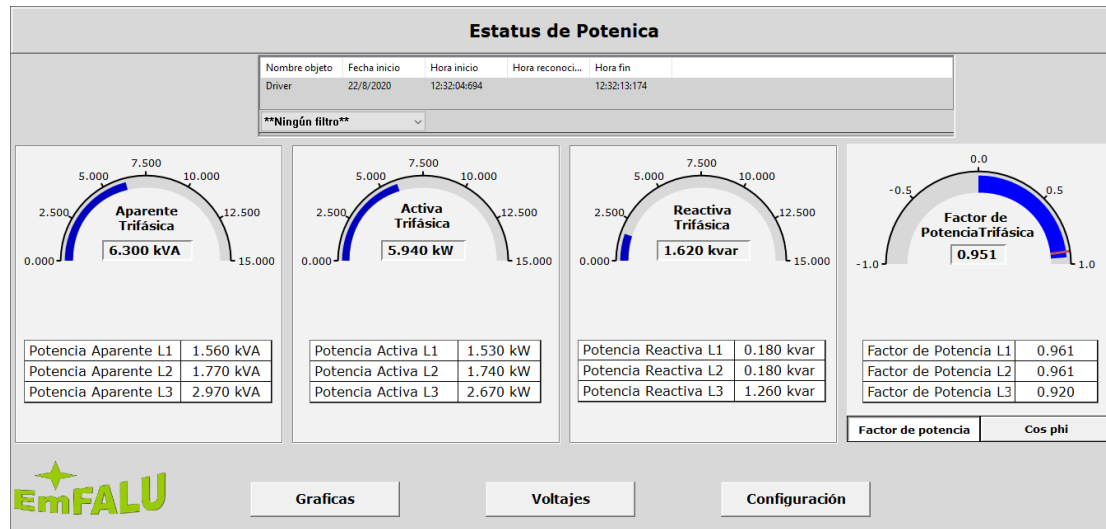 Estatus de Potenica
Nombre objeto Fecha inicio Hora inicio Hora reconoci... Hora fin
Driver 22/8/2020 12:32:04:694 12:32:13:174
**Ningún filtro**
0.000 2.500 5.000 7.500 10.000 12.500 15.000
Aparente
Trifásica
6.300 kVA
Potencia Aparente L1 1.560 kVA
Potencia Aparente L2 1.770 kVA
Potencia Aparente L3 2.970 kVA
0.000 2.500 5.000 7.500 10.000 12.500 15.000
Activa
Trifásica
5.940 kW
Potencia Activa L1 1.530 kW
Potencia Activa L2 1.740 kW
Potencia Activa L3 2.670 kW
0.000 2.500 5.000 7.500 10.000 12.500 15.000
Reactiva
Trifásica
1.620 kvar
Potencia Reactiva L1 0.180 kvar
Potencia Reactiva L2 0.180 kvar
Potencia Reactiva L3 1.260 kvar
-1.0 -0.5 0.0 0.5 1.0
Factor de
PotenciaTrifásica
0.951
Factor de Potencia L1 0.961
Factor de Potencia L2 0.961
Factor de Potencia L3 0.920
Factor de potencia Cos phi
EmFALU
Graficas Voltajes Configuración